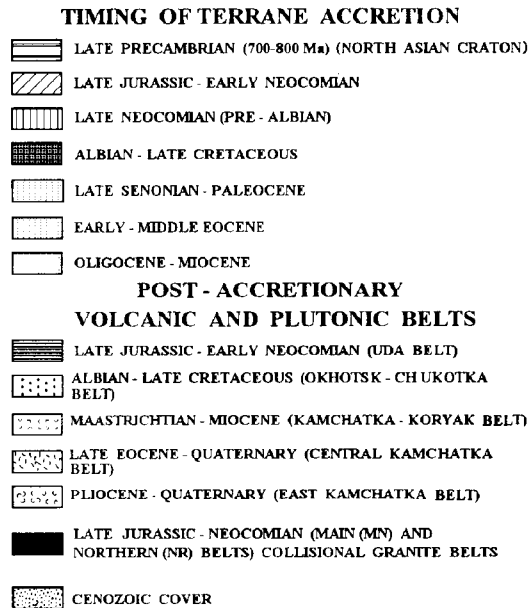 TIMING OF TERRANE ACCRETION
LATE PRECAMBRIAN (700-800 Ma) (NORTH ASIAN CRATON)
LATE JURASSIC - EARLY NEOCOMIAN
LATE NEOCOMIAN (PRE - ALBIAN)
ALBIAN - LATE CRETACEOUS
LATE SENONIAN - PALEOCENE
EARLY - MIDDLE EOCENE
OLIGOCENE - MIOCENE
POST - ACCRETIONARY
VOLCANIC AND PLUTONIC BELTS
LATE JURASSIC - EARLY NEOCOMIAN (UDA BELT)
ALBIAN - LATE CRETACEOUS (OKHOTSK - CHUKOTKA
BELT)
MAASTRICHTIAN - MIOCENE (KAMCHATKA - KORYAK BELT)
LATE EOCENE - QUATERNARY (CENTRAL KAMCHATKA
BELT)
PLIOCENE - QUATERNARY (EAST KAMCHATKA BELT)
LATE JURASSIC - NEOCOMIAN (MAIN (MN) AND
NORTHERN (NR) BELTS) COLLISIONAL GRANITE BELTS
CENOZOIC COVER